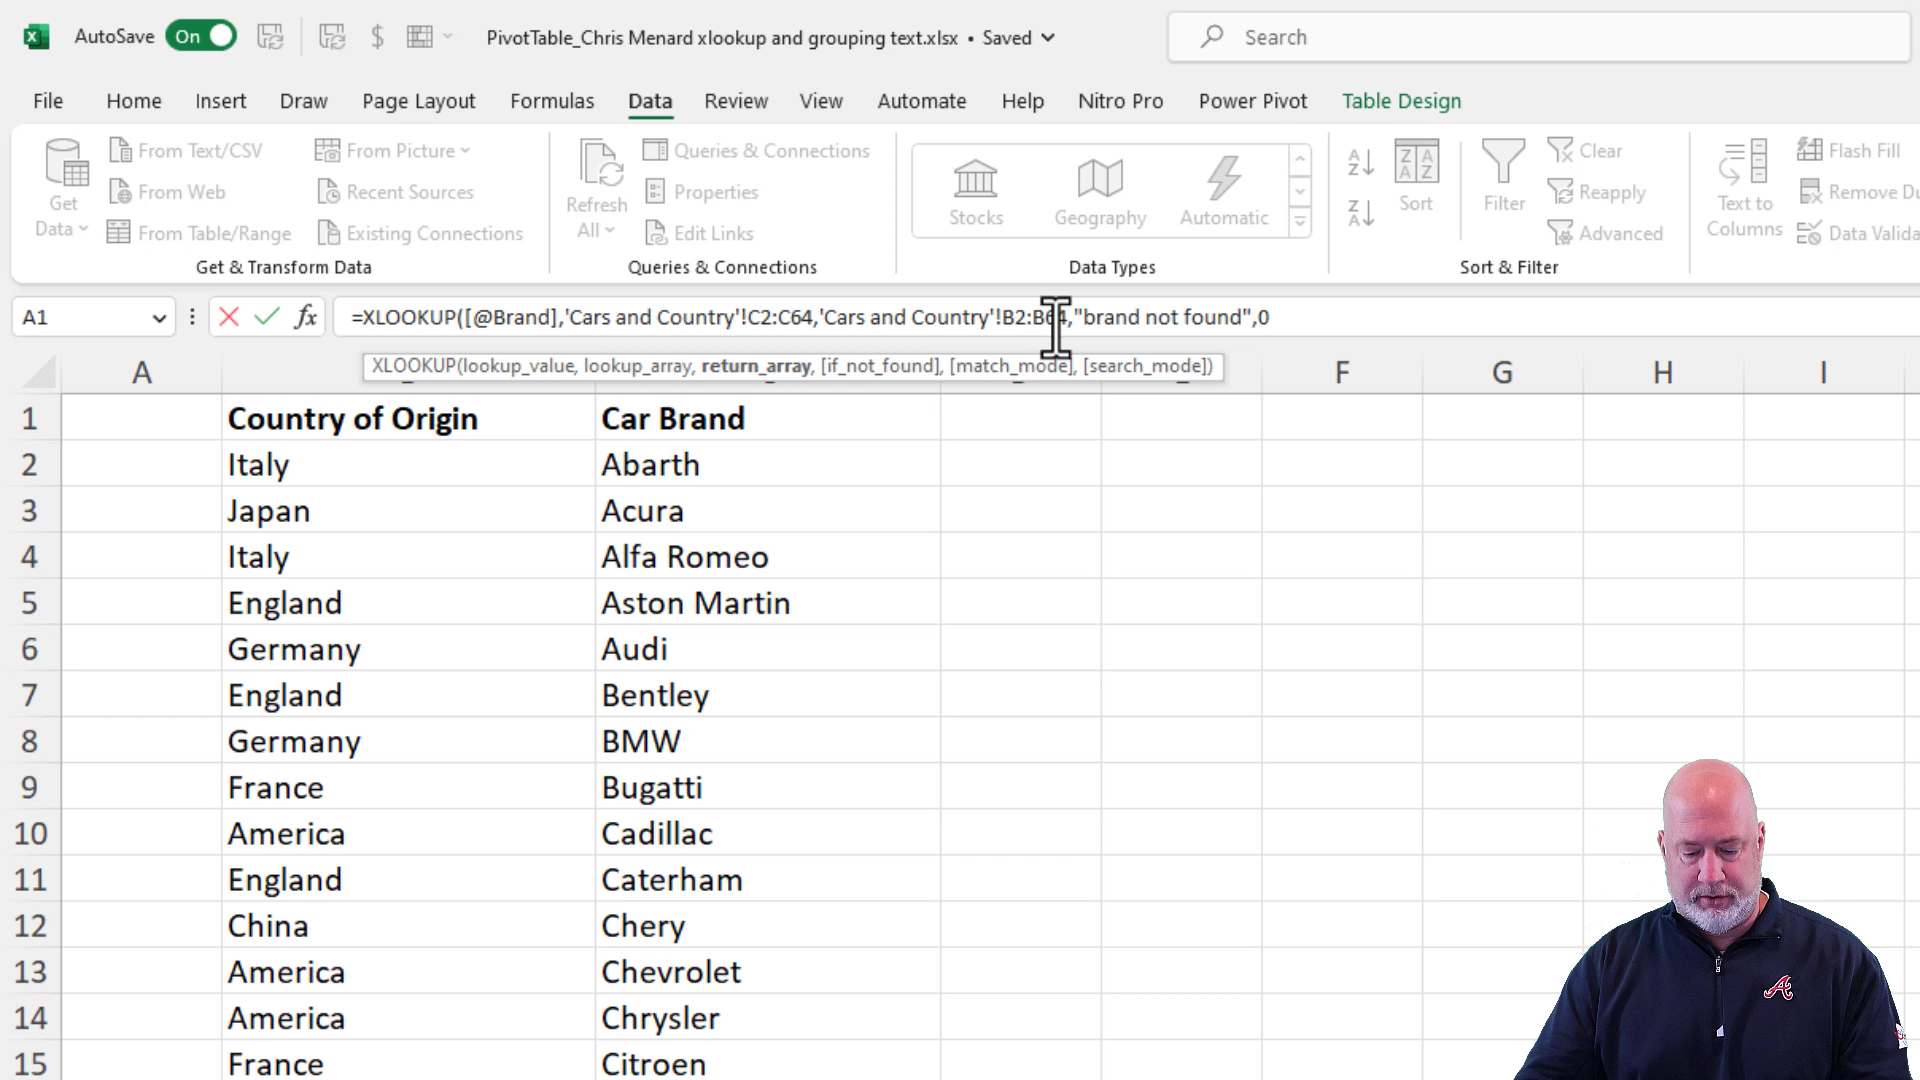 AutoSave On PivotTable_Chris Menard xlookup and grouping text.xlsx • Saved Search
File Home Insert Draw Page Layout Formulas Data Review View Automate Help Nitro Pro Power Pivot Table Design
Get Data
From Text/CSV
From Web
From Table/Range
From Picture
Recent Sources
Existing Connections
Get & Transform Data
Refresh All
Queries & Connections
Properties
Edit Links
Queries & Connections
Stocks Geography Automatic
Data Types
Sort
Filter
Clear
Reapply
Advanced
Sort & Filter
Text to Columns
Flash Fill
Remove Du
Data Valida
A1 fx =XLOOKUP([@Brand],'Cars and Country'!C2:C64,'Cars and Country'!B2:B64,"brand not found",0
XLOOKUP(lookup_value, lookup_array, return_array, [if_not_found], [match_mode], [search_mode])
A F G H I
1 Country of Origin Car Brand
2 Italy Abarth
3 Japan Acura
4 Italy Alfa Romeo
5 England Aston Martin
6 Germany Audi
7 England Bentley
8 Germany BMW
9 France Bugatti
10 America Cadillac
11 England Caterham
12 China Chery
13 America Chevrolet
14 America Chrysler
15 France Citroen